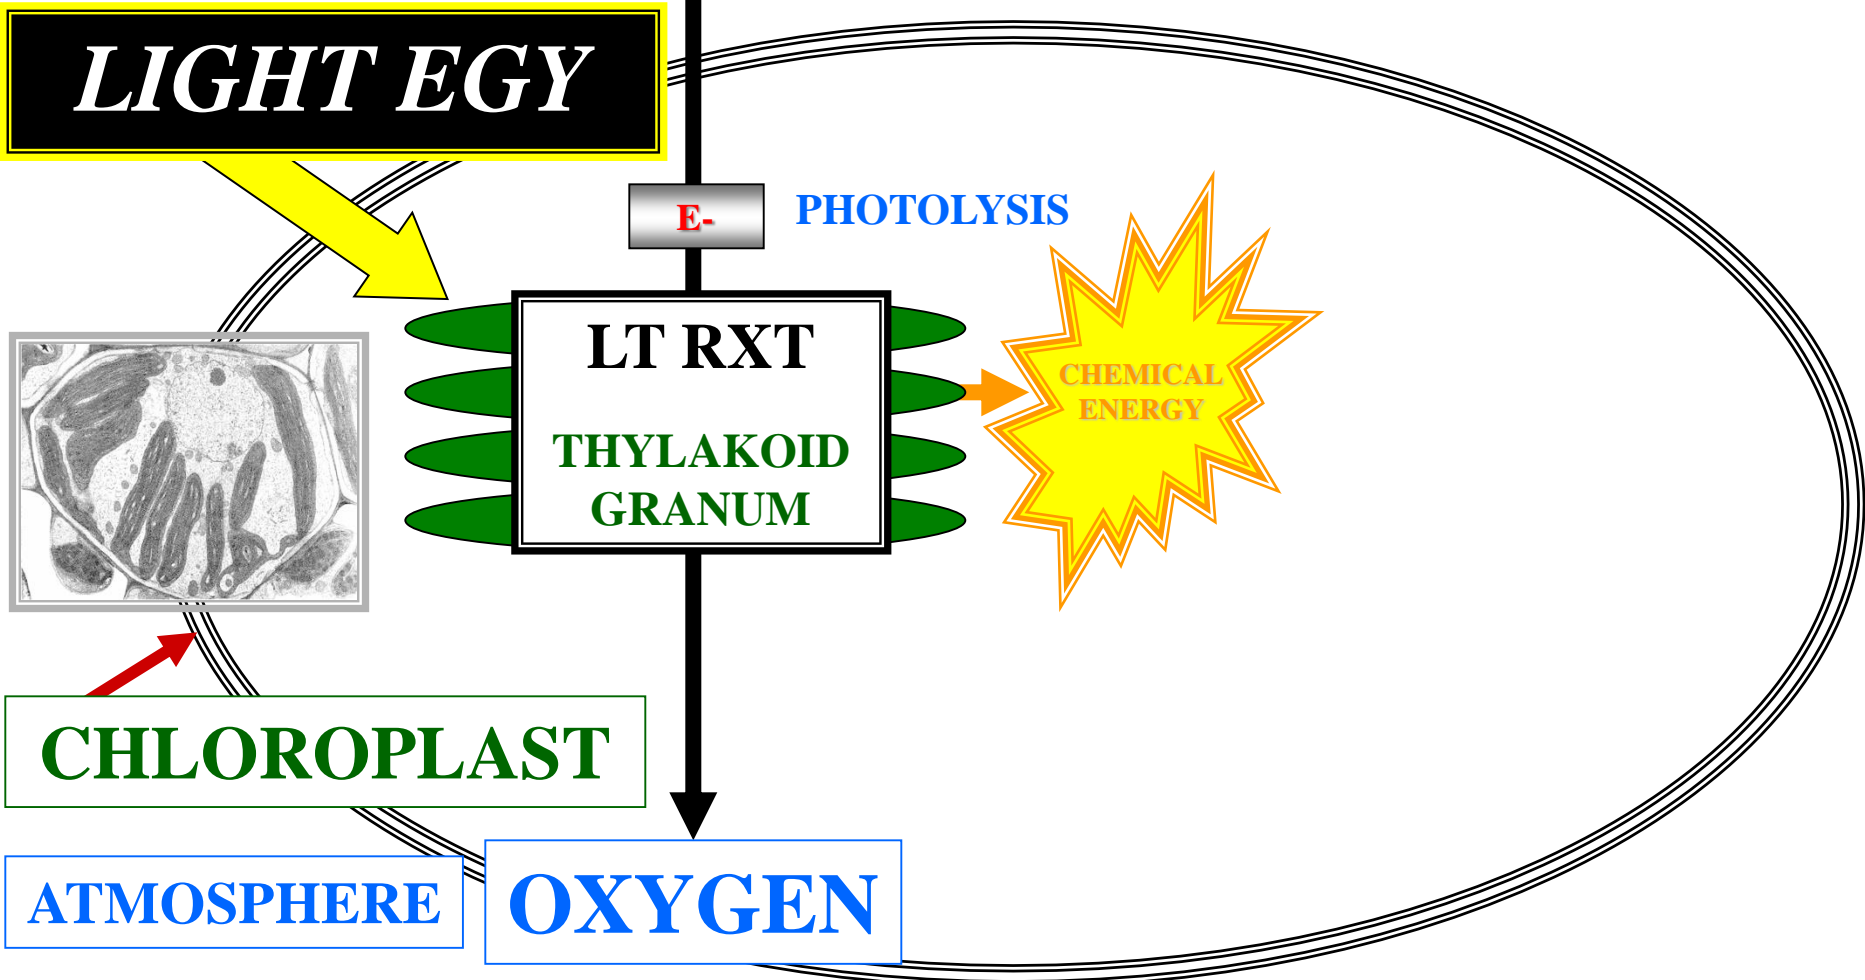 LIGHT EGY
E-
PHOTOLYSIS
LT RXT
THYLAKOID
GRANUM
CHEMICAL
ENERGY
CHLOROPLAST
ATMOSPHERE
OXYGEN